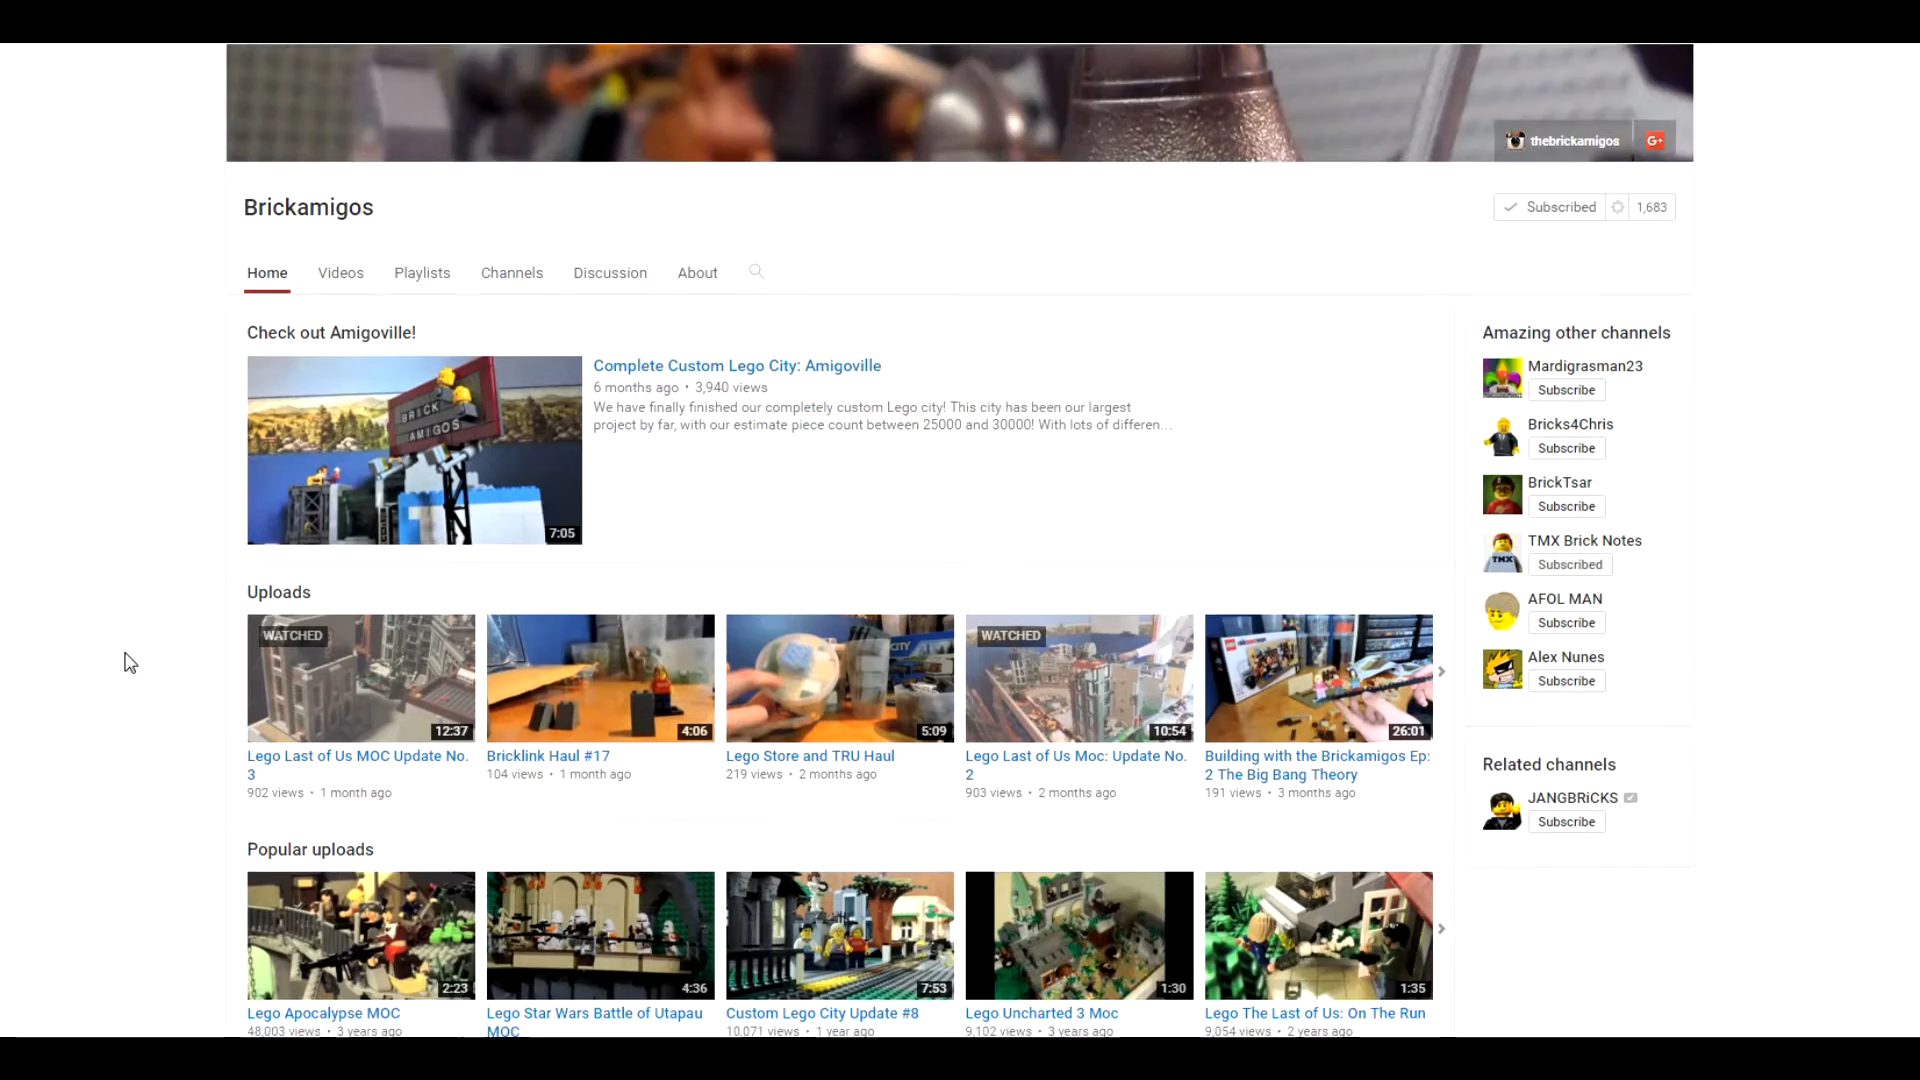 thebrickamigos
G+
Brickamigos
Subscribed 1,683
Home Videos Playlists Channels Discussion About
Check out Amigoville!
BRICK
AMIGOS
7:05
Complete Custom Lego City: Amigoville
6 months ago • 3,940 views
We have finally finished our completely custom Lego city! This city has been our largest
project by far, with our estimate piece count between 25000 and 30000! With lots of differen...
Uploads
WATCHED
12:37
Lego Last of Us MOC Update No.
3
902 views • 1 month ago
4:06
Bricklink Haul #17
104 views • 1 month ago
CITY
5:09
Lego Store and TRU Haul
219 views • 2 months ago
WATCHED
10:54
Lego Last of Us Moc: Update No.
2
903 views • 2 months ago
26:01
Building with the Brickamigos Ep:
2 The Big Bang Theory
191 views • 3 months ago
Popular uploads
2:23
Lego Apocalypse MOC
48,003 views • 3 years ago
4:36
Lego Star Wars Battle of Utapau
MOC
7:53
Custom Lego City Update #8
10,071 views • 1 year ago
1:30
Lego Uncharted 3 Moc
9,102 views • 3 years ago
1:35
Lego The Last of Us: On The Run
9,054 views • 2 years ago
Amazing other channels
Mardigrasman23
Subscribe
Bricks4Chris
Subscribe
BrickTsar
Subscribe
TMX
TMX Brick Notes
Subscribed
AFOL MAN
Subscribe
Alex Nunes
Subscribe
Related channels
JANGBRiCKS
Subscribe